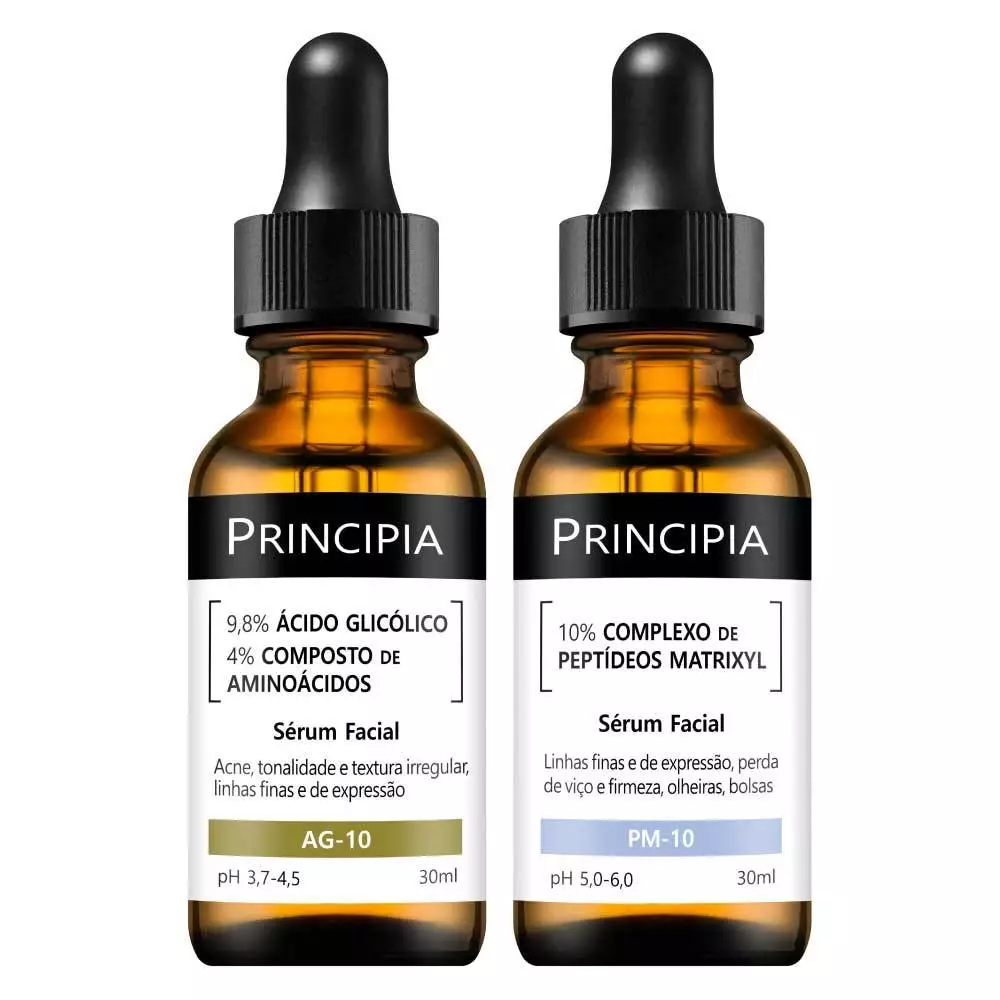 PRINCIPIA
9,8% ÁCIDO GLICÓLICO
4% COMPOSTO DE
AMINOÁCIDOS
Sérum Facial
Acne, tonalidade e textura irregular,
linhas finas e de expressão
AG-10
pH 3,7-4,5 30ml
PRINCIPIA
10% COMPLEXO DE
PEPTÍDEOS MATRIXYL
Sérum Facial
Linhas finas e de expressão, perda
de viço e firmeza, olheiras, bolsas
PM-10
pH 5,0-6,0 30ml